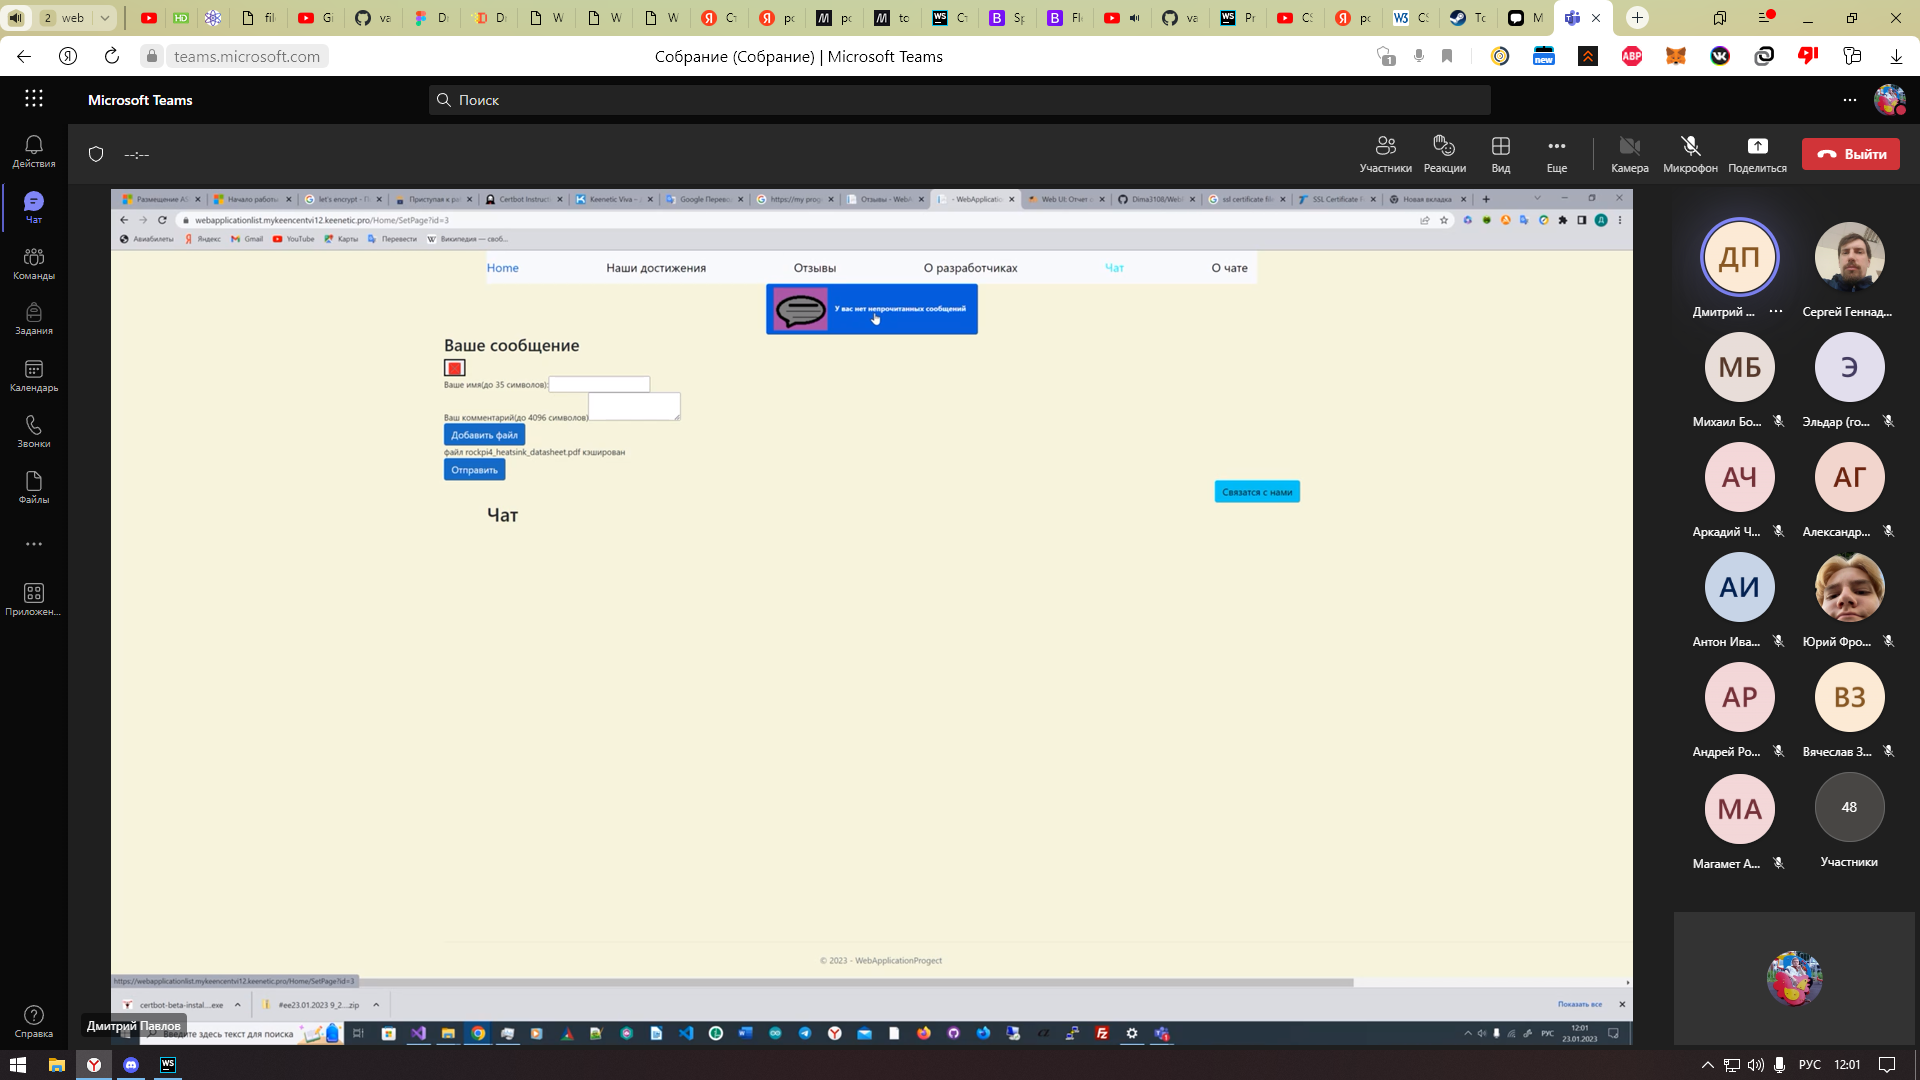 2 web
teams.microsoft.com
Собрание (Собрание) | Microsoft Teams
Microsoft Teams
Поиск
--:--
Участники
Реакции
Вид
Еще
Камера
Микрофон
Поделиться
Выйти
Действия
Чат
Команды
Задания
Календарь
Звонки
Файлы
Приложен...
Справка
webapplicationlist.mykeencentvi12.keenetic.pro/Home/SetPage?id=3
Авиабилеты
Яндекс
Gmail
YouTube
Карты
Перевести
Википедия — своб...
Home
Наши достижения
Отзывы
О разработчиках
Чат
О чате
У вас нет непрочитанных сообщений
Ваше сообщение
Ваше имя(до 35 символов):
Ваш комментарий(до 4096 символов)
Добавить файл
файл rockpi4_heatsink_datasheet.pdf кэширован
Отправить
Связатся с нами
Чат
© 2023 - WebApplicationProgect
https://webapplicationlist.mykeencentvi12.keenetic.pro/Home/SetPage?id=3
certbot-beta-instal....exe
#ee23.01.2023 9_2....zip
Показать все
Дмитрий Павлов
Введите здесь текст для поиска
РУС
12:01
23.01.2023
ДП
Дмитрий ...
Сергей Геннад...
МБ
Михаил Бо...
Э
Эльдар (го...
АЧ
Аркадий Ч...
АГ
Александр...
АИ
Антон Ива...
Юрий Фро...
АР
Андрей Ро...
ВЗ
Вячеслав З...
МА
Магамет А...
48
Участники
РУС
12:01